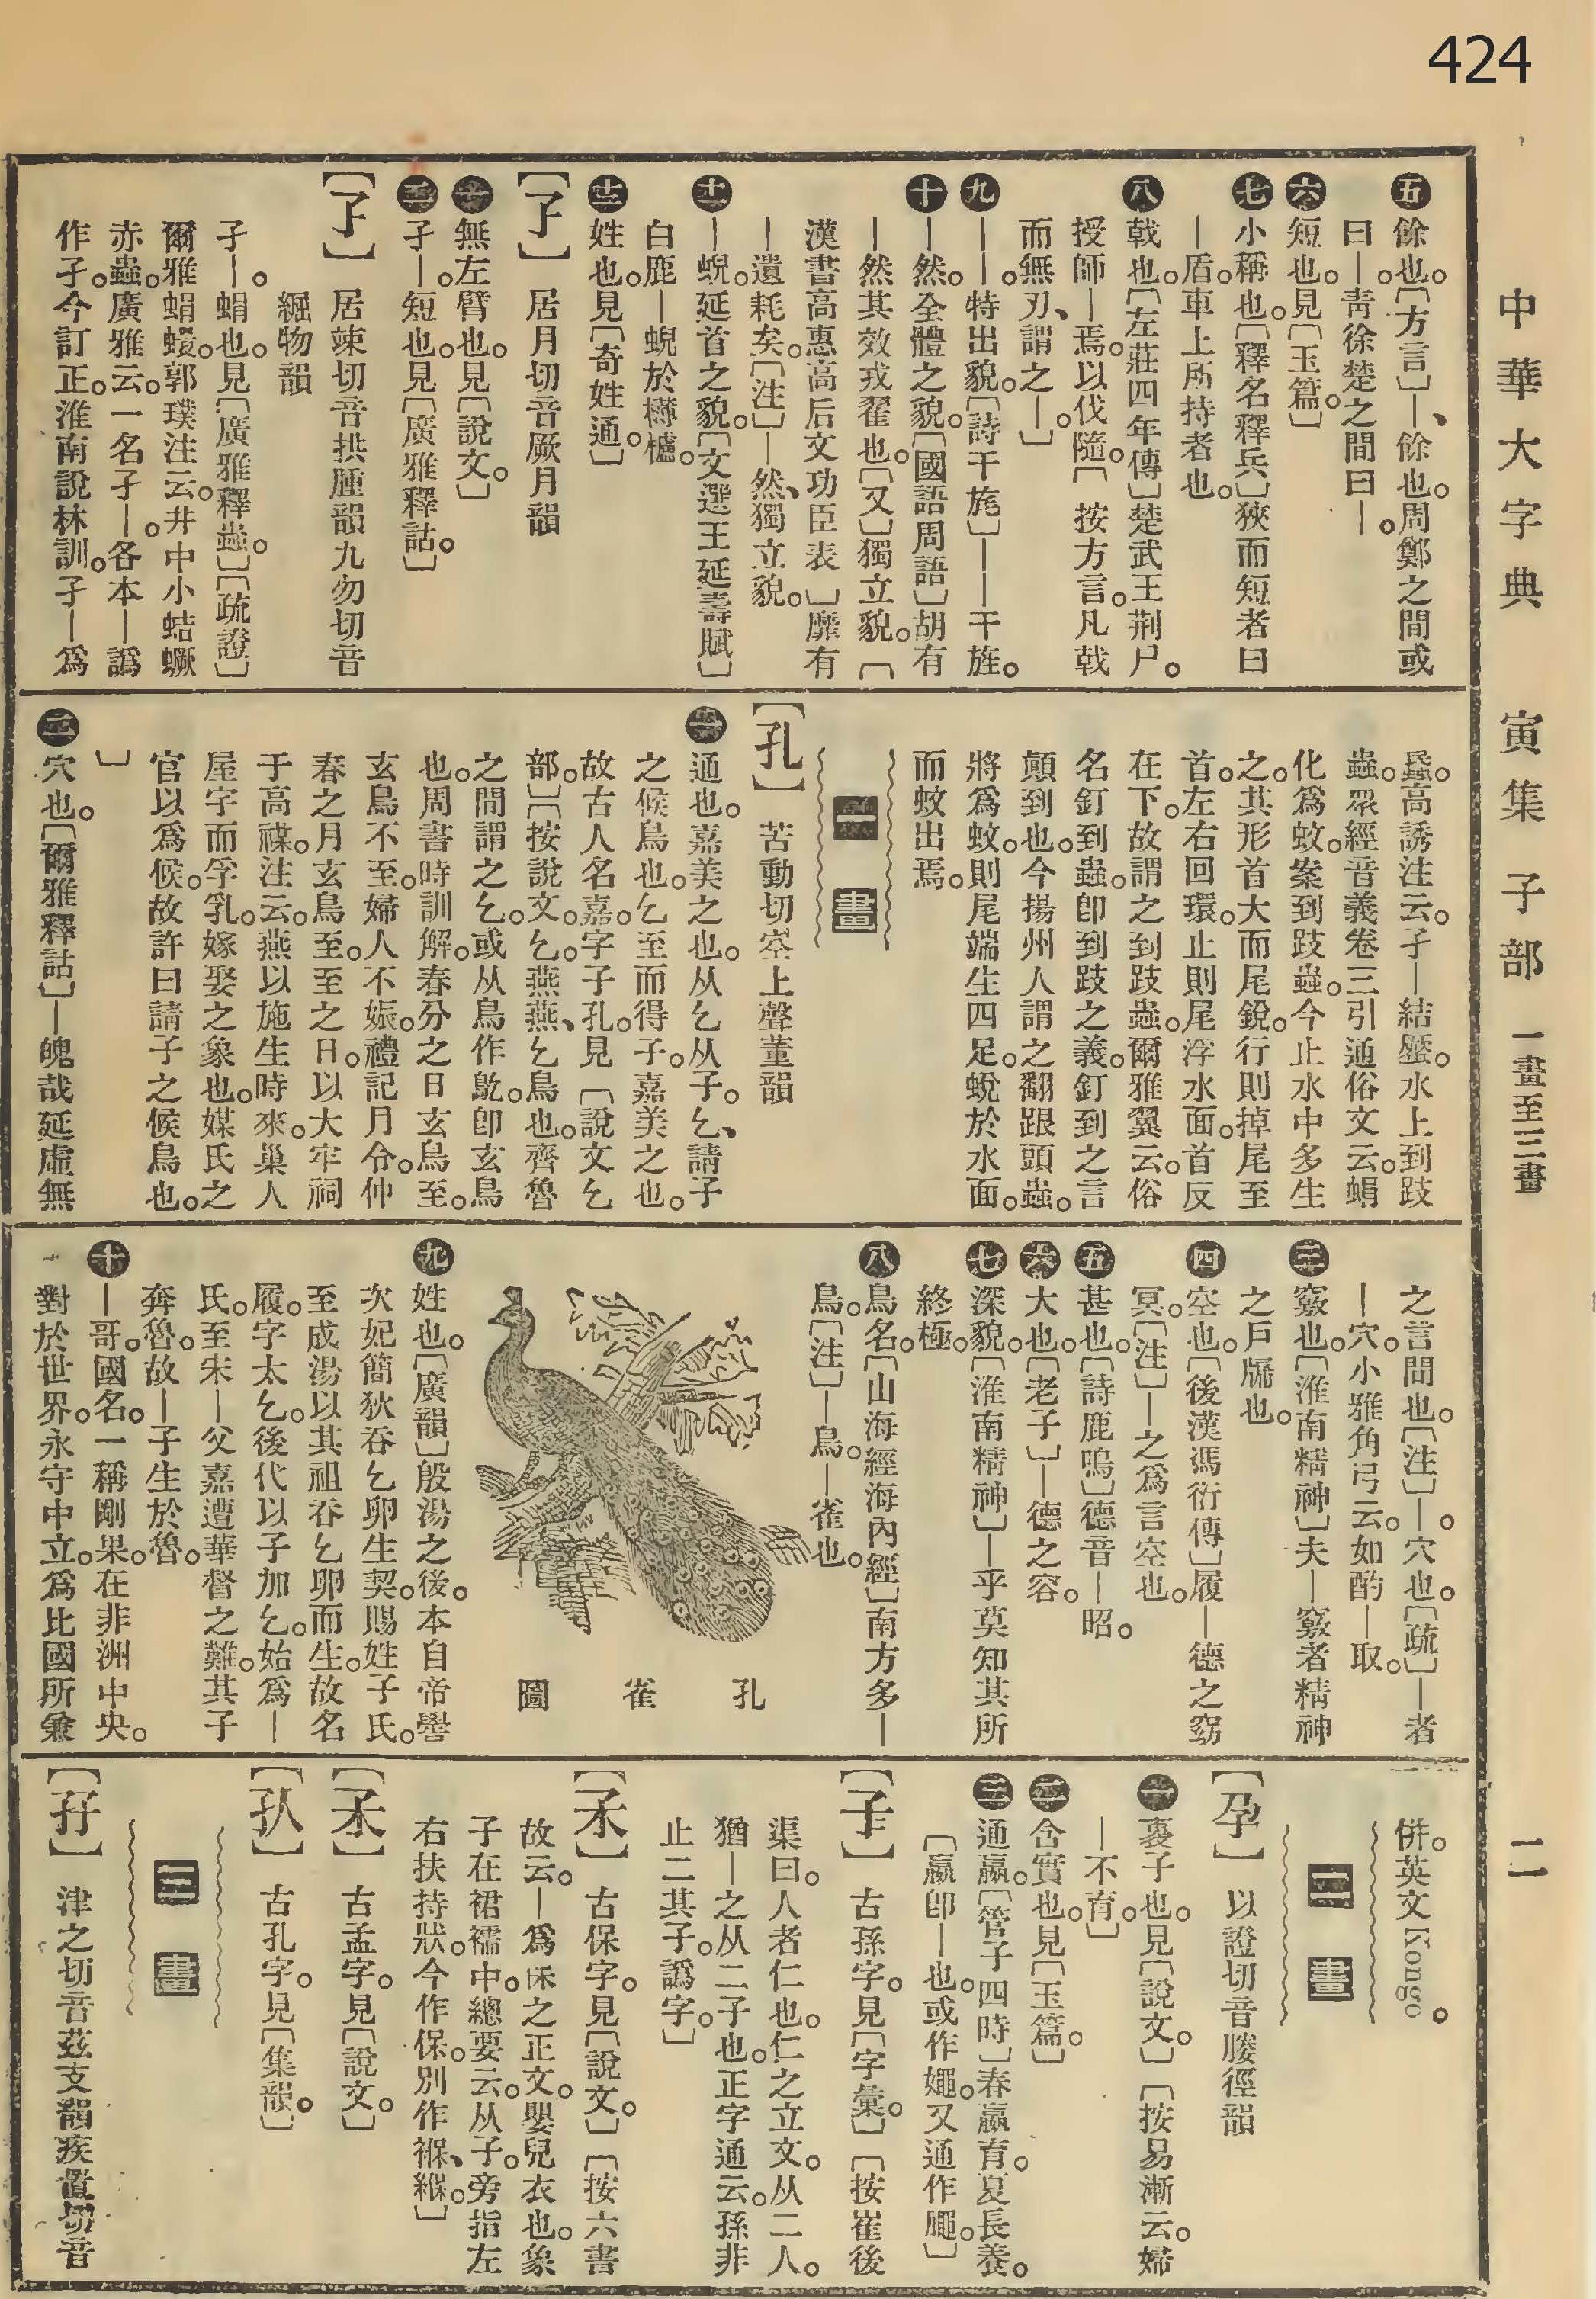 424
中華大字典　寅集　子部　一畫至三畫　二
五 餘也。〔方言〕—、餘也。周鄭之間或
曰—。靑徐楚之間曰—。
六 短也。見〔玉篇。〕
七 小稱也。〔釋名釋兵〕狹而短者曰
—盾。車上所持者也。
八 戟也。〔左莊四年傳〕楚武王荆尸。
授師—焉。以伐隨。〔按方言。凡戟
而無刃、謂之—。〕
九 ——。特出貌。〔詩干旄〕——干旌。
十 —然。全體之貌。〔國語周語〕胡有
—然其效戎翟也。〔又〕獨立貌。〔
漢書高惠高后文功臣表〕靡有
—遺耗矣。〔注〕—然、獨立貌。
十一 —蜺。延首之貌。〔文選王延壽賦〕
白鹿—蜺於欂櫨。
十二 姓也。見〔奇姓通。〕
【孒】居月切音厥月韻
一 無左臂也。見〔說文。〕
二 孑—。短也。見〔廣雅釋詁。〕
【孓】居竦切音拱腫韻九勿切音
綛物韻
孑—。蜎也。見〔廣雅釋蟲。〕〔疏證〕
爾雅蜎蠉。郭璞注云。井中小蛣蟩
赤蟲。廣雅云。一名孑—。各本—譌
作孑。今訂正。淮南說林訓。孑—爲
蟁。高誘注云。孑—結蠥。水上到跂
蟲。眾經音義卷三引通俗文云。蜎
化爲蚊。案到跂蟲。今止水中多生
之。其形首大而尾銳。行則掉尾至
首。左右回環。止則尾浮水面。首反
在下。故謂之到跂蟲。爾雅翼云。俗
名釘到蟲。卽到跂之義。釘到之言
顚到也。今揚州人謂之翻跟頭蟲。
將爲蚊。則尾端生四足。蛻於水面。
而蚊出焉。
二畫
【孔】苦動切空上聲董韻
一 通也。嘉美之也。从乙从子。乙、請子
之候鳥也。乙至而得子。嘉美之也。
故古人名嘉。字子孔。見〔說文乙
部。〕〔按說文。乙。燕燕、乙鳥也。齊魯
之間謂之乙。或从鳥作鳦。卽玄鳥
也。周書時訓解。春分之日玄鳥至。
玄鳥不至。婦人不娠。禮記月令。仲
春之月玄鳥至。至之日。以大牢祠
于高禖。注云。燕以施生時來。巢人
屋宇而孚乳。嫁娶之象也。媒氏之
官以爲候。故許曰請子之候鳥也。
〕
二 穴也。〔爾雅釋詁〕—魄哉延虛無
之言間也。〔注〕—。穴也。〔疏〕—者
—穴。小雅角弓云。如酌—取。
三 竅也。〔淮南精神〕夫—竅者精神
之戶牖也。
四 空也。〔後漢馮衍傳〕履—德之窈
冥。〔注〕—之爲言空也。
五 甚也。〔詩鹿鳴〕德音—昭。
六 大也。〔老子〕—德之容。
七 深貌。〔淮南精神〕—乎莫知其所
終極。
八 鳥名。〔山海經海內經〕南方多—
鳥。〔注〕—鳥。—雀也。
孔雀圖
九 姓也。〔廣韻〕殷湯之後。本自帝嚳
次妃簡狄吞乙卵生契。賜姓子氏。
至成湯以其祖吞乙卵而生。故名
履。字太乙。後代以子加乙。始爲—
氏。至宋—父嘉遭華督之難。其子
奔魯。故—子生於魯。
十 —哥。國名。一稱剛果。在非洲中央。
對於世界。永守中立。爲比國所兼
倂。英文Kongo。
三畫
【孕】以證切音媵徑韻
一 褱子也。見〔說文。〕〔按易漸云。婦
—不育。〕
二 含實也。見〔玉篇。〕
三 通嬴。〔管子四時〕春嬴育。夏長養。
〔嬴卽—也。或作孀。又通作䵴。〕
【𡥀】古孫字。見〔字彙。〕〔按崔後
渠曰。人者仁也。仁之立文。从二人。
猶—之从二子也。正字通云。孫非
止二其子。譌字。〕
【𡥀】古保字。見〔說文。〕〔按六書
故云。—爲𠈃之正文。嬰兒衣也。象
子在裙襦中。總要云。从子。旁指左
右扶持狀。今作保。別作褓、緥。〕
【𥝩】古孟字。見〔說文。〕
【𡥆】古孔字。見〔集韻。〕
三畫
【孖】津之切音茲支韻疾置切音